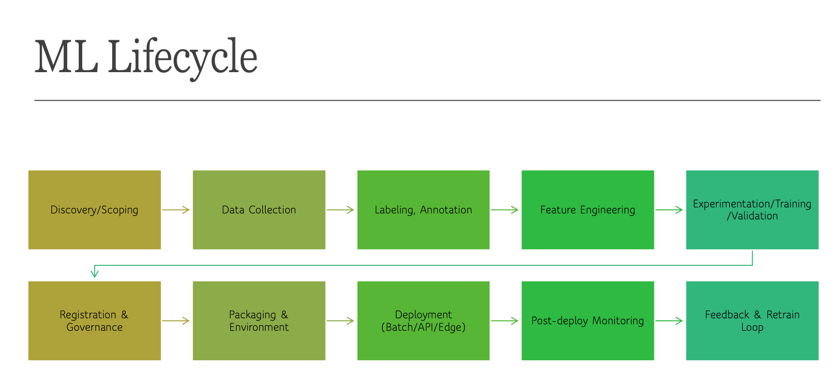 ML Lifecycle
Discovery/Scoping
Data Collection
Labeling, Annotation
Feature Engineering
Experimentation/Training
/Validation
Registration &
Governance
Packaging &
Environment
Deployment
(Batch/API/Edge)
Post-deploy Monitoring
Feedback & Retrain
Loop